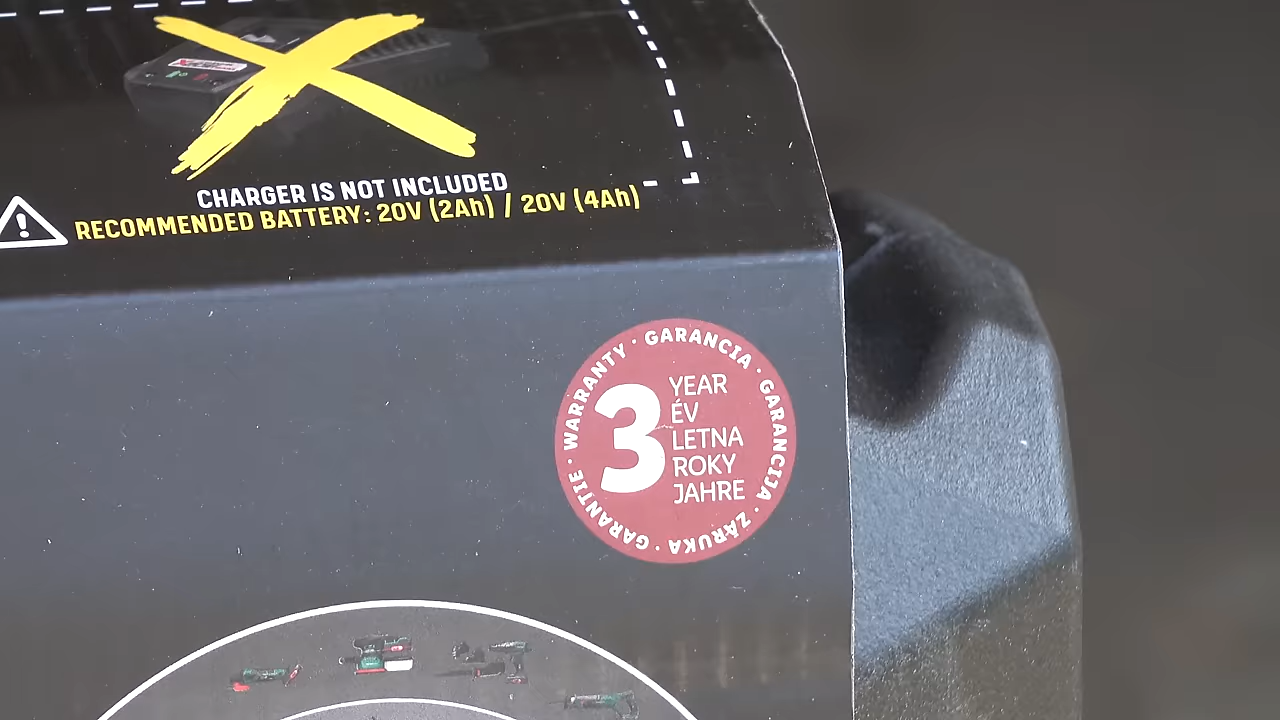 CHARGER IS NOT INCLUDED
RECOMMENDED BATTERY: 20V (2Ah) / 20V (4Ah)
WARRANTY · GARANCIA · GARANCIJA · ZÁRUKA · GARANTIE ·
3
YEAR
ÉV
LETNA
ROKY
JAHRE